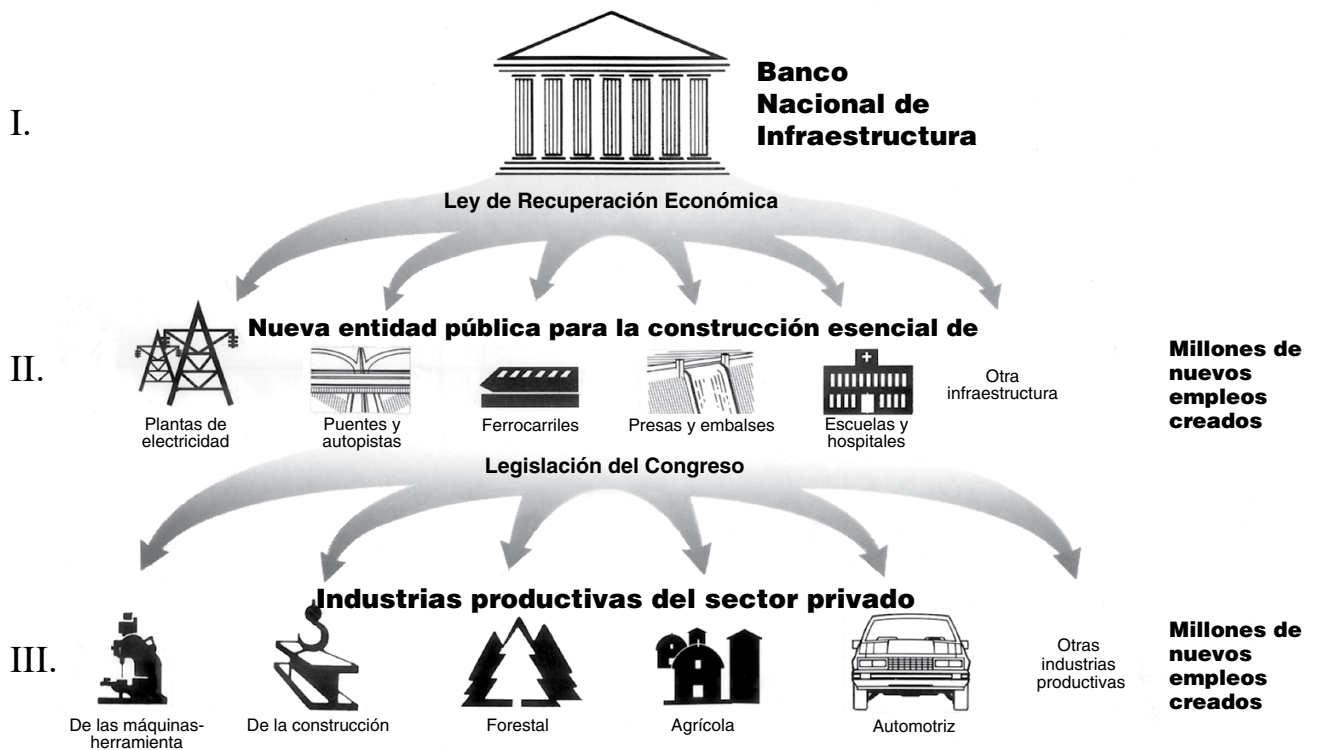 I.
Banco
Nacional de
Infraestructura
Ley de Recuperación Económica
II.
Nueva entidad pública para la construcción esencial de
Plantas de
electricidad
Puentes y
autopistas
Ferrocarriles
Presas y embalses
Escuelas y
hospitales
Otra
infraestructura
Millones de
nuevos
empleos
creados
Legislación del Congreso
III.
Industrias productivas del sector privado
De las máquinas-
herramienta
De la construcción
Forestal
Agrícola
Automotriz
Otras
industrias
productivas
Millones de
nuevos
empleos
creados